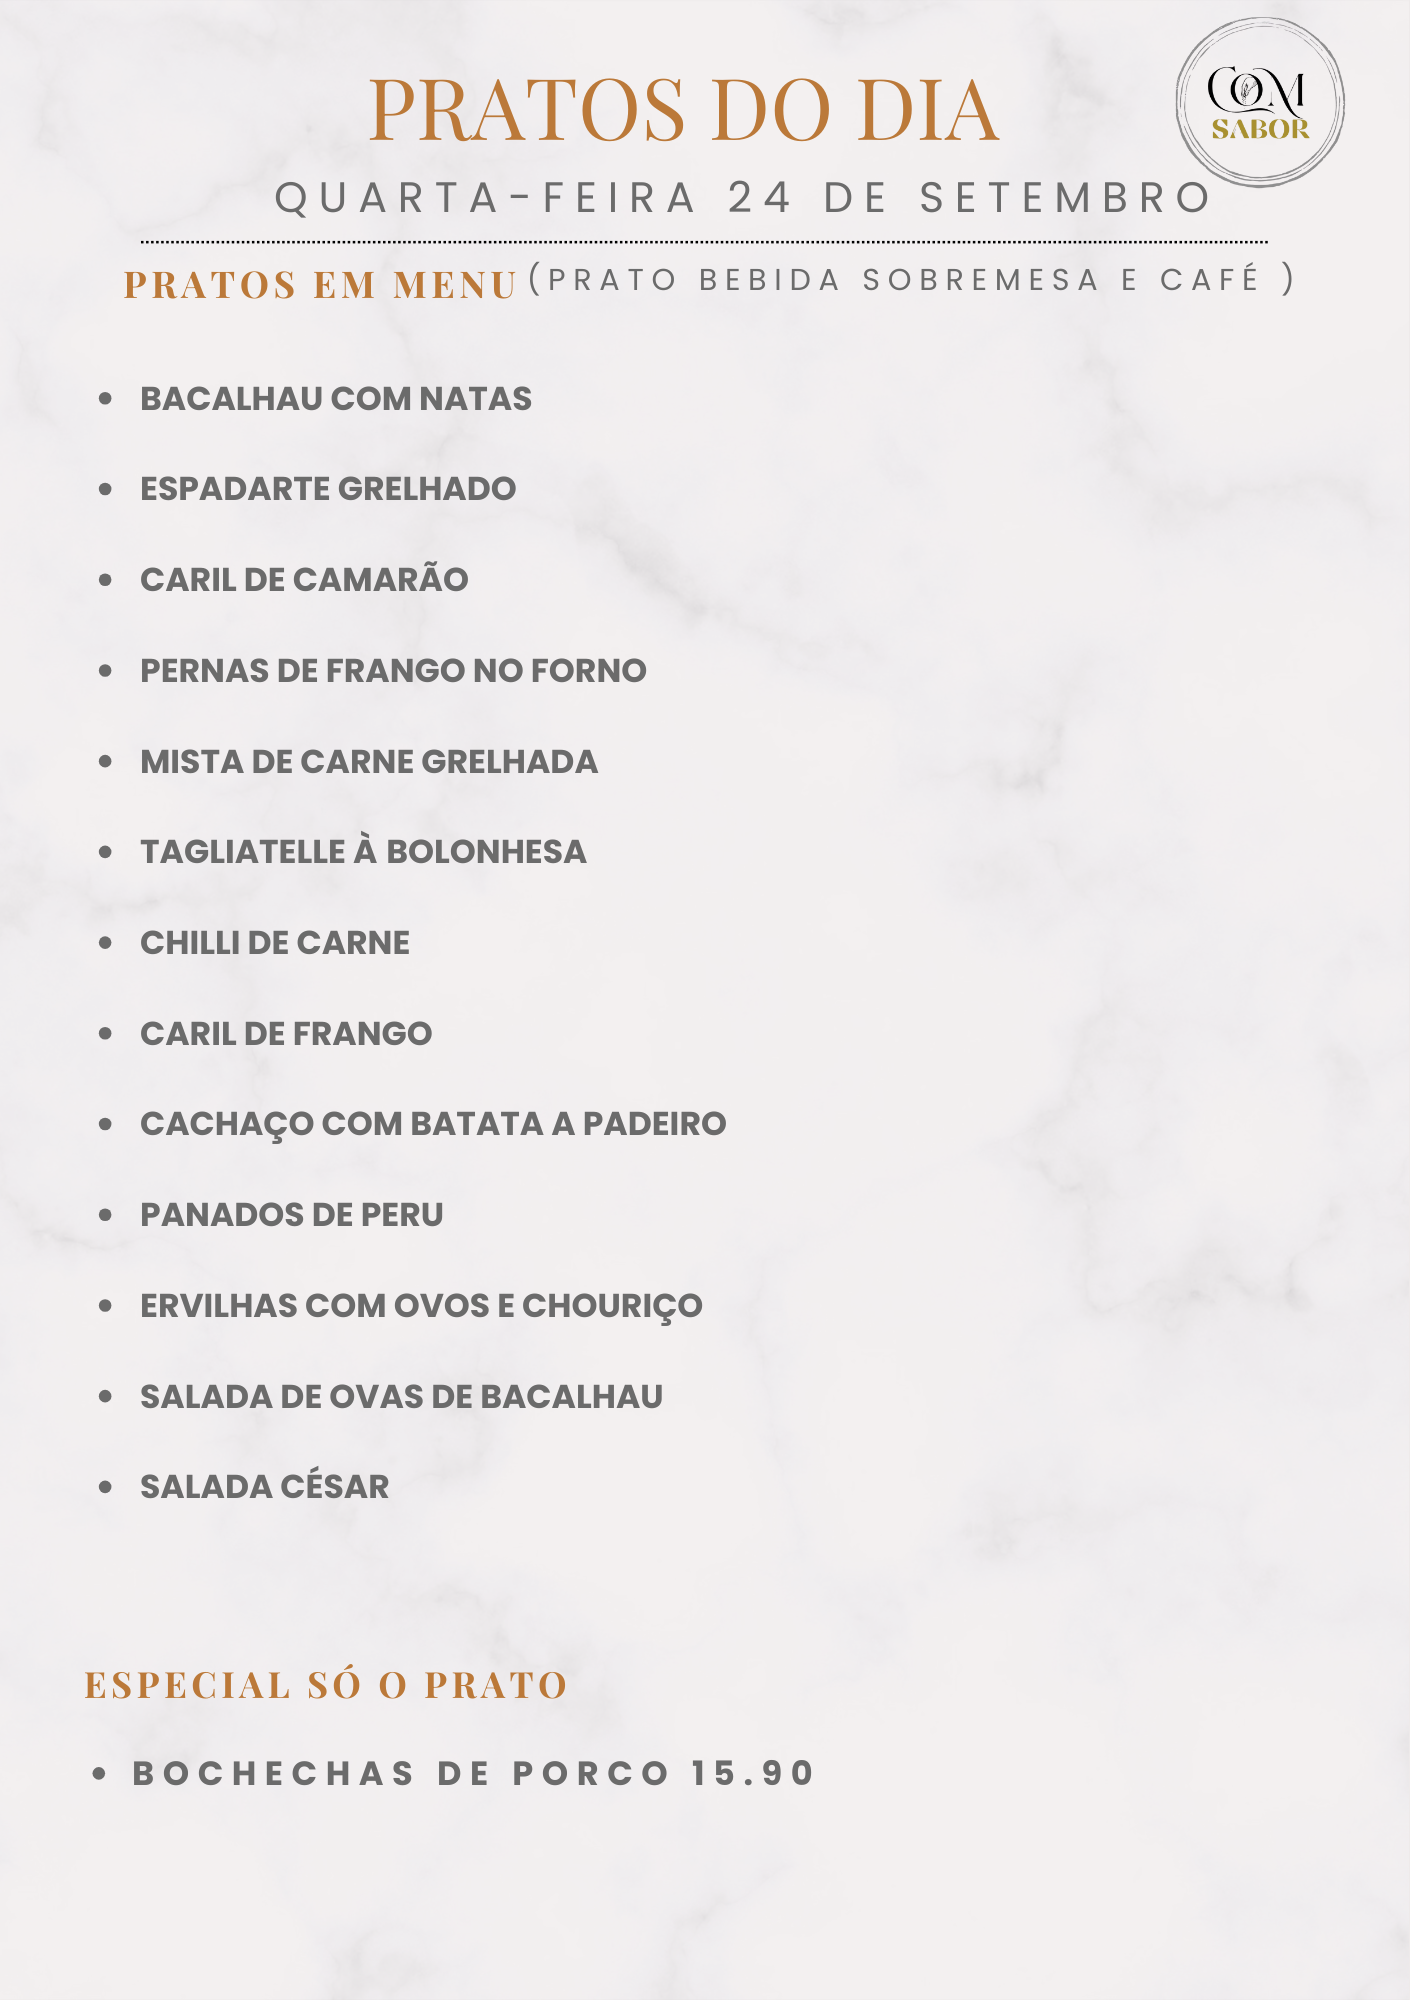 PRATOS DO DIA
COM
SABOR
QUARTA-FEIRA 24 DE SETEMBRO
PRATOS EM MENU (PRATO BEBIDA SOBREMESA E CAFÉ )
• BACALHAU COM NATAS
• ESPADARTE GRELHADO
• CARIL DE CAMARÃO
• PERNAS DE FRANGO NO FORNO
• MISTA DE CARNE GRELHADA
• TAGLIATELLE À BOLONHESA
• CHILLI DE CARNE
• CARIL DE FRANGO
• CACHAÇO COM BATATA A PADEIRO
• PANADOS DE PERU
• ERVILHAS COM OVOS E CHOURIÇO
• SALADA DE OVAS DE BACALHAU
• SALADA CÉSAR
ESPECIAL SÓ O PRATO
• BOCHECHAS DE PORCO 15.90